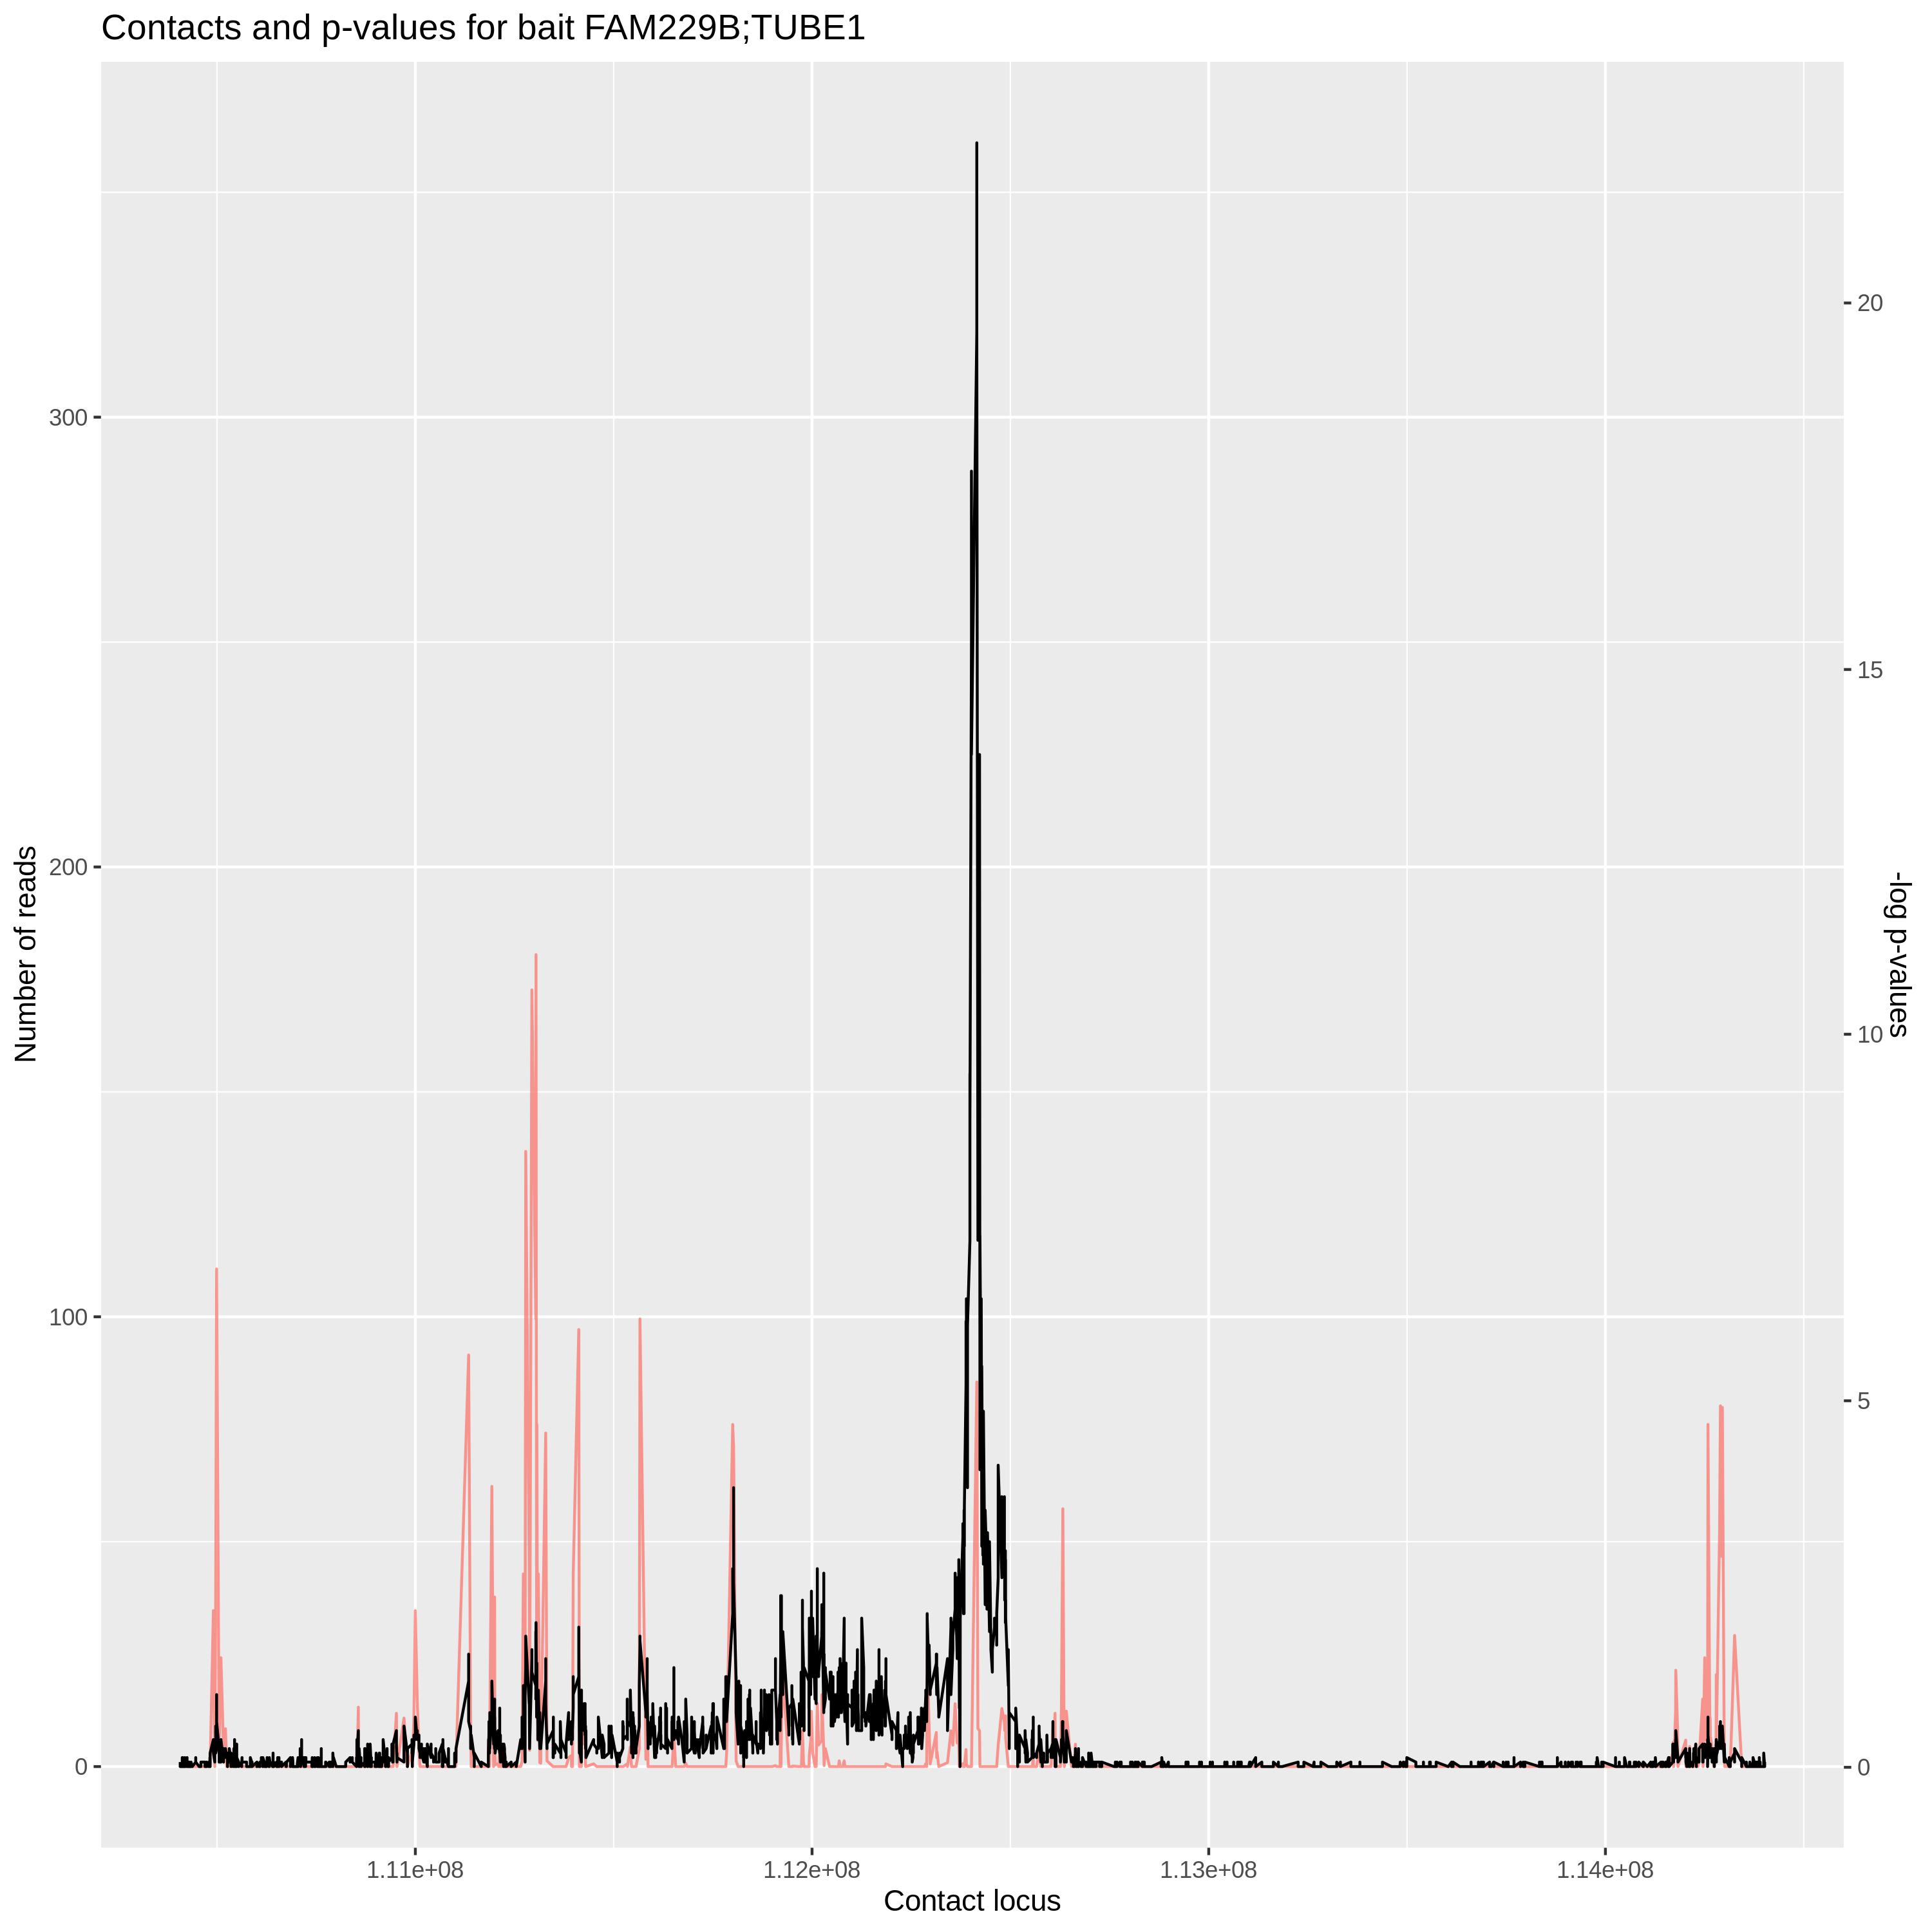 Contacts and p-values for bait FAM229B;TUBE1
Number of reads
300
200
100
0
20
15
10
5
0
-log p-values
1.11e+08
1.12e+08
1.13e+08
1.14e+08
Contact locus